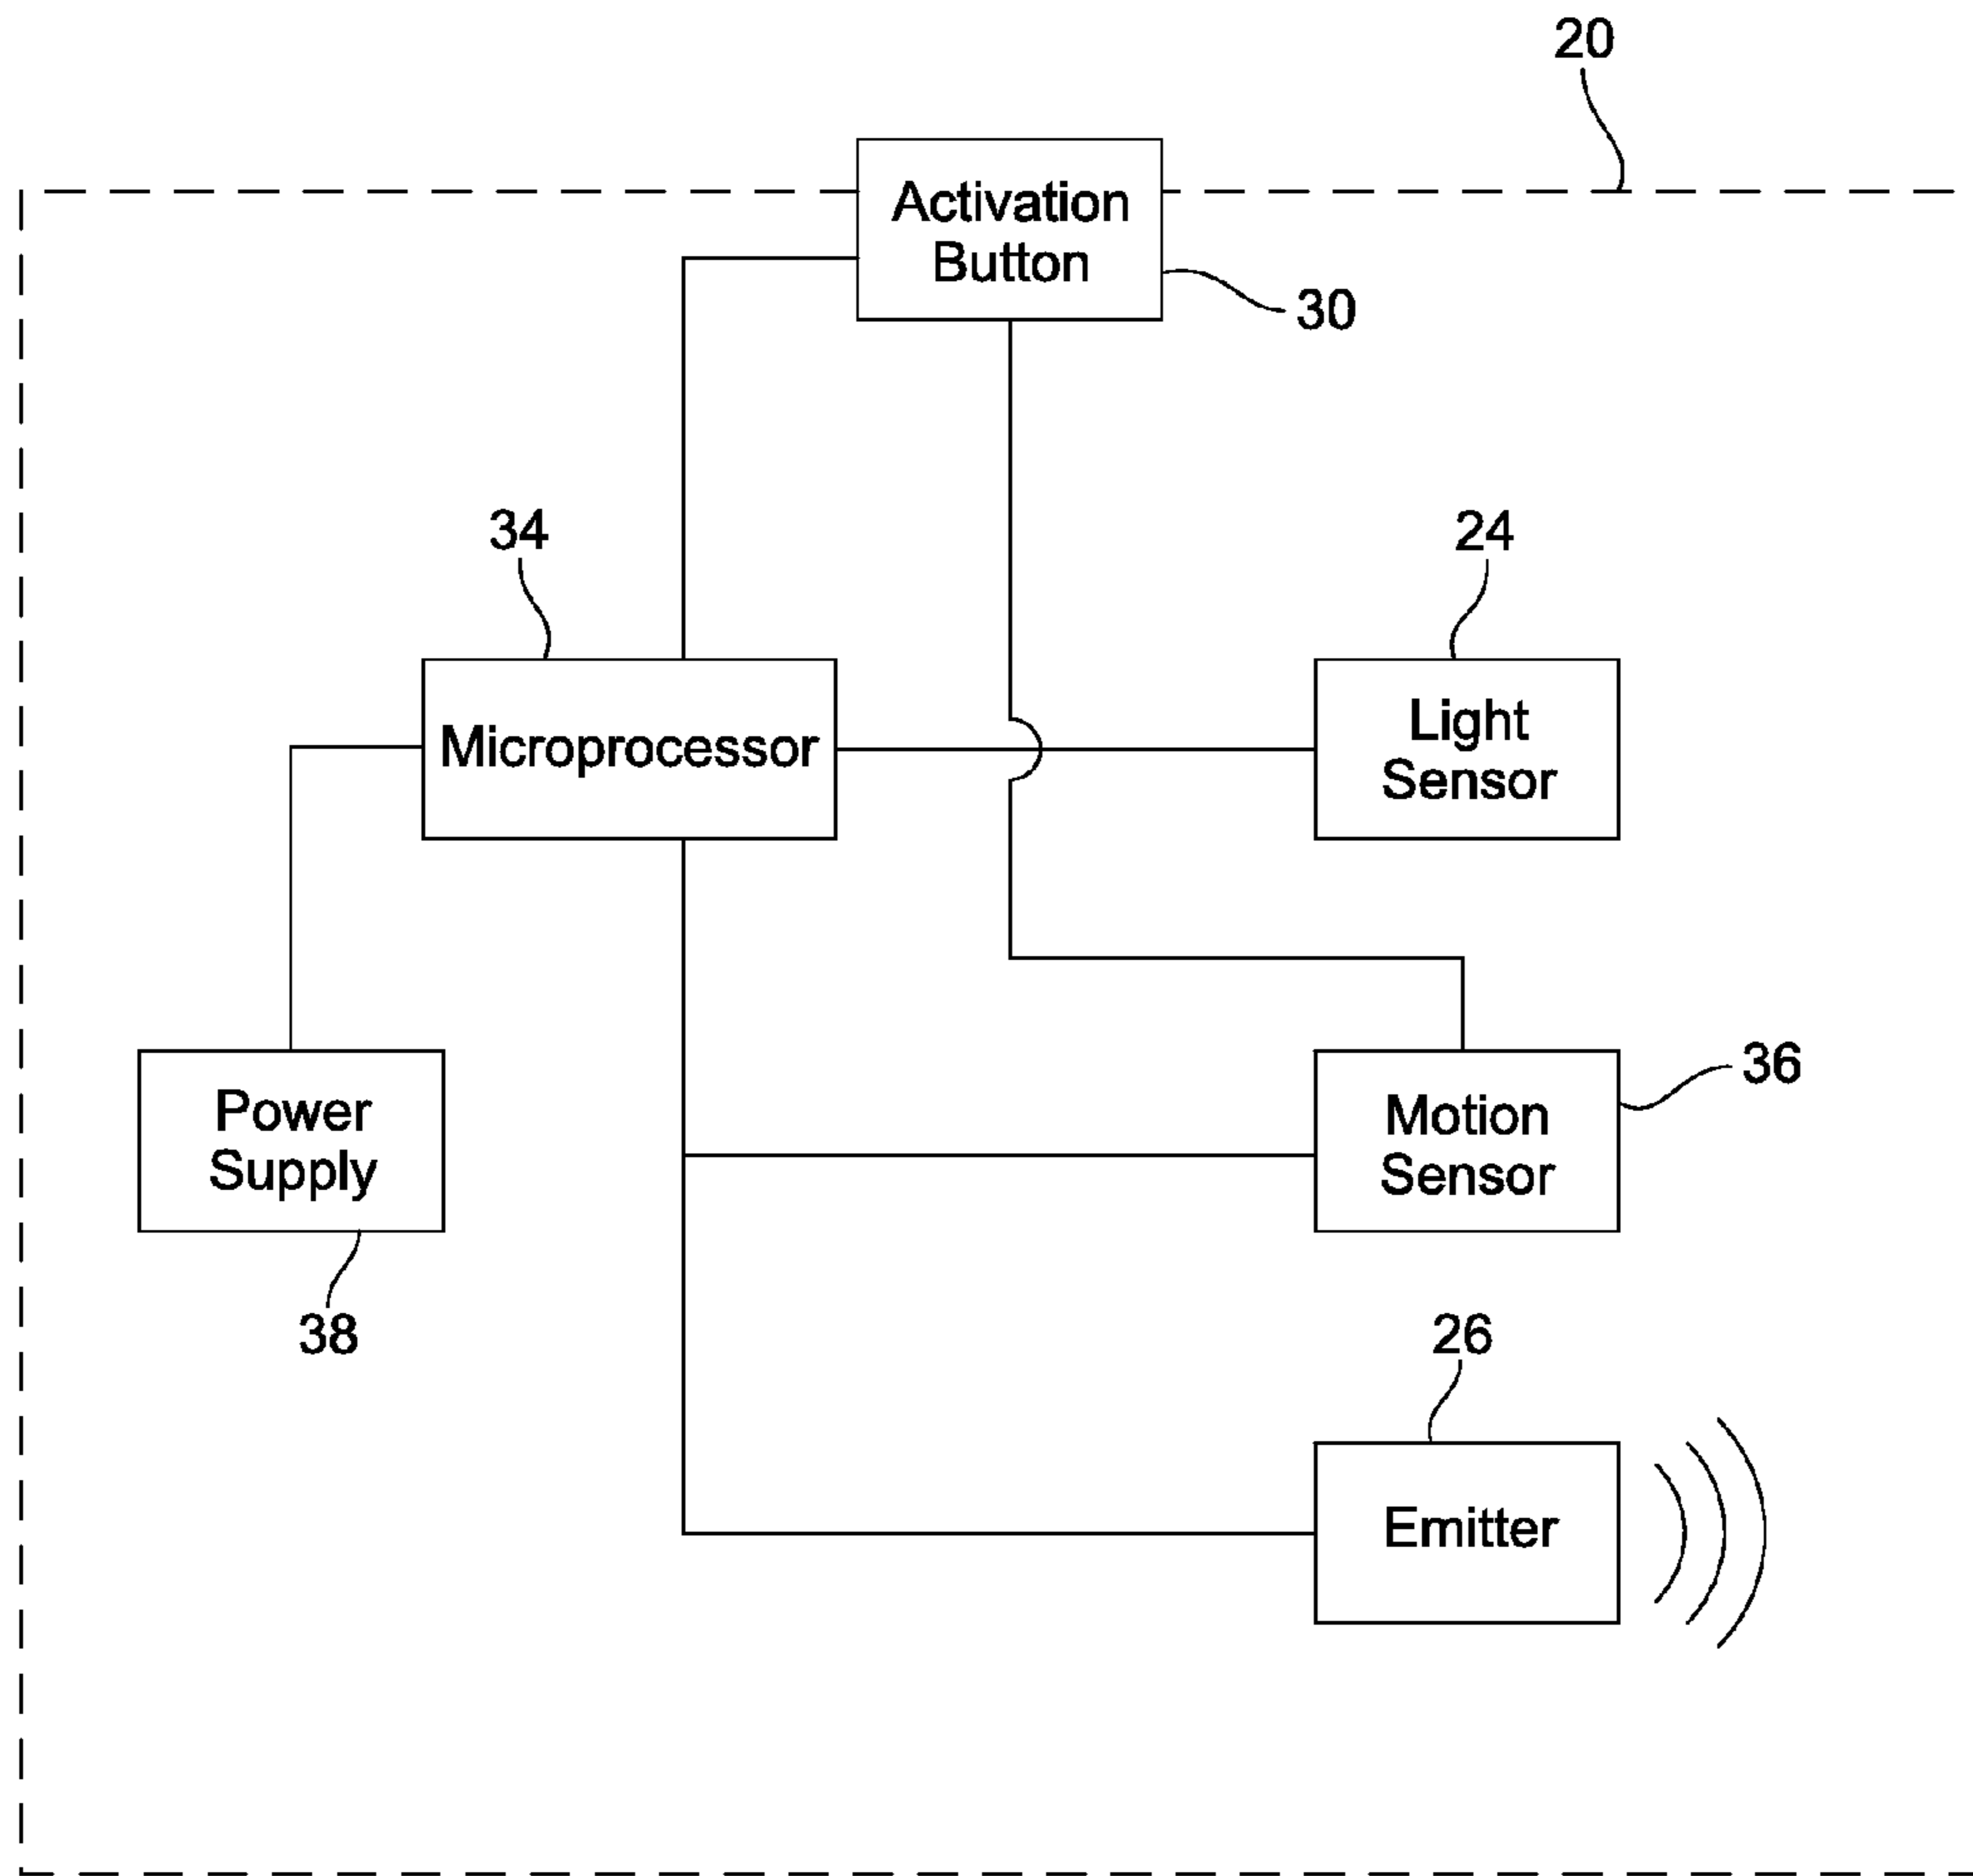 20
Activation
Button
30
34
24
Microprocessor
Light
Sensor
36
Power
Supply
Motion
Sensor
38
26
Emitter